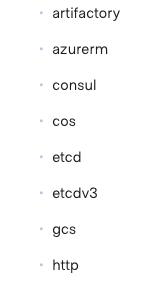 artifactory
azurerm
consul
cos
etcd
etcdv3
gcs
http